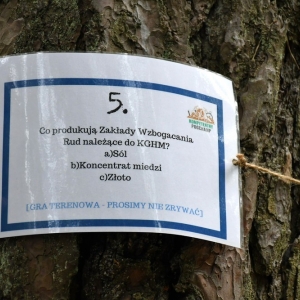 5.
Co produkują Zakłady Wzbogacania
Rud należące do KGHM?
a)Sól
b)Koncentrat miedzi
c)Złoto
[GRA TERENOWA - PROSIMY NIE ZRYWAĆ]